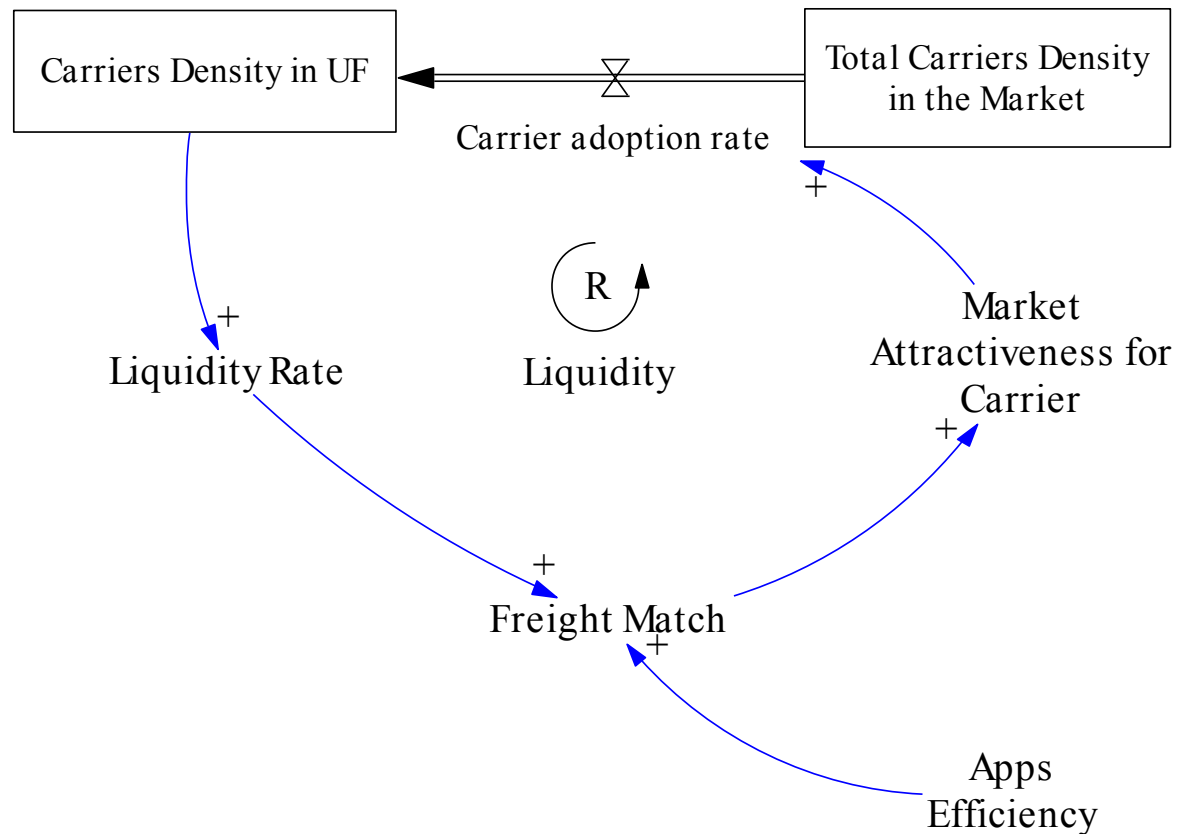 Carriers Density in UF
Total Carriers Density
in the Market
Carrier adoption rate
+
R
Liquidity
Market
Attractiveness for
Carrier
+
+
Liquidity Rate
+
Freight Match
+
Apps
Efficiency